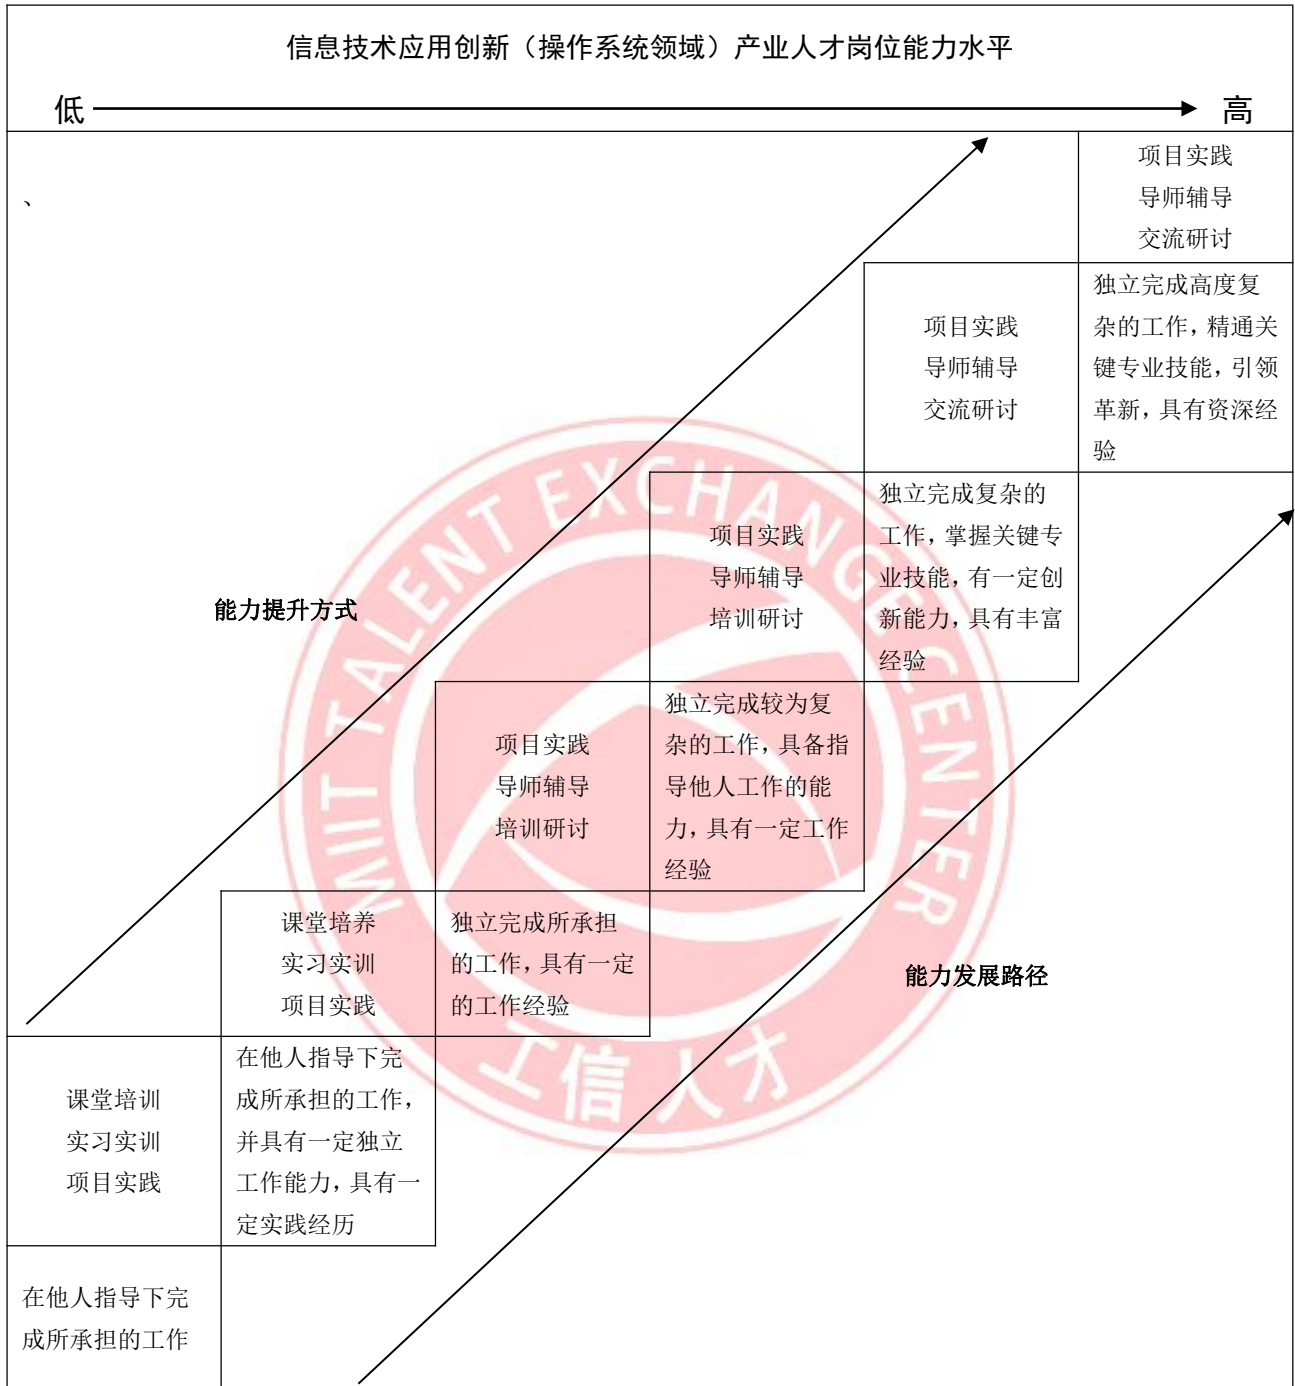 信息技术应用创新（操作系统领域）产业人才岗位能力水平
低
高
、
项目实践
导师辅导
交流研讨
项目实践
导师辅导
交流研讨
独立完成高度复
杂的工作，精通关
键专业技能，引领
革新，具有资深经
验
项目实践
导师辅导
培训研讨
独立完成复杂的
工作，掌握关键专
业技能，有一定创
新能力，具有丰富
经验
能力提升方式
项目实践
导师辅导
培训研讨
独立完成较为复
杂的工作，具备指
导他人工作的能
力，具有一定工作
经验
课堂培养
实习实训
项目实践
独立完成所承担
的工作，具有一定
的工作经验
能力发展路径
课堂培训
实习实训
项目实践
在他人指导下完
成所承担的工作，
并具有一定独立
工作能力，具有一
定实践经历
在他人指导下完
成所承担的工作
MIIT TALENT EXCHANGE CENTER
工信人才